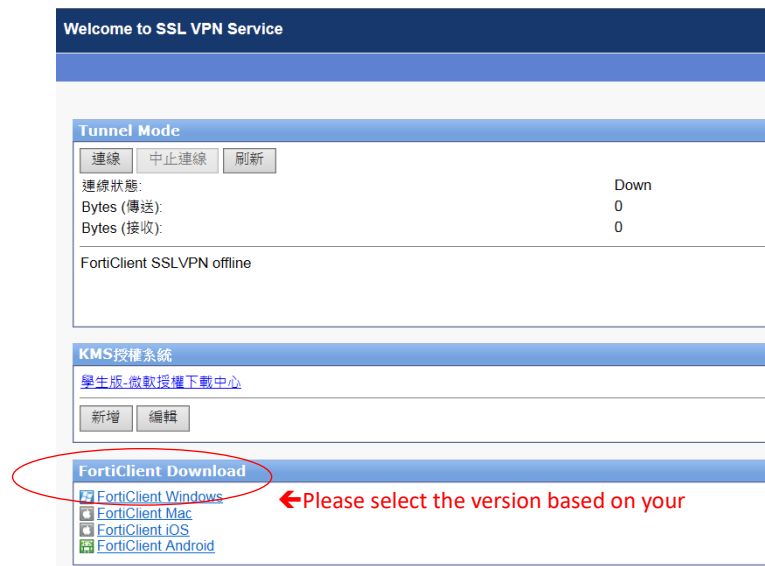 Welcome to SSL VPN Service
Tunnel Mode
連線 中止連線 刷新
連線狀態: Down
Bytes (傳送): 0
Bytes (接收): 0
FortiClient SSLVPN offline
KMS授權系統
學生版-微軟授權下載中心
新增 編輯
FortiClient Download
FortiClient Windows ←Please select the version based on your
FortiClient Mac
FortiClient iOS
FortiClient Android